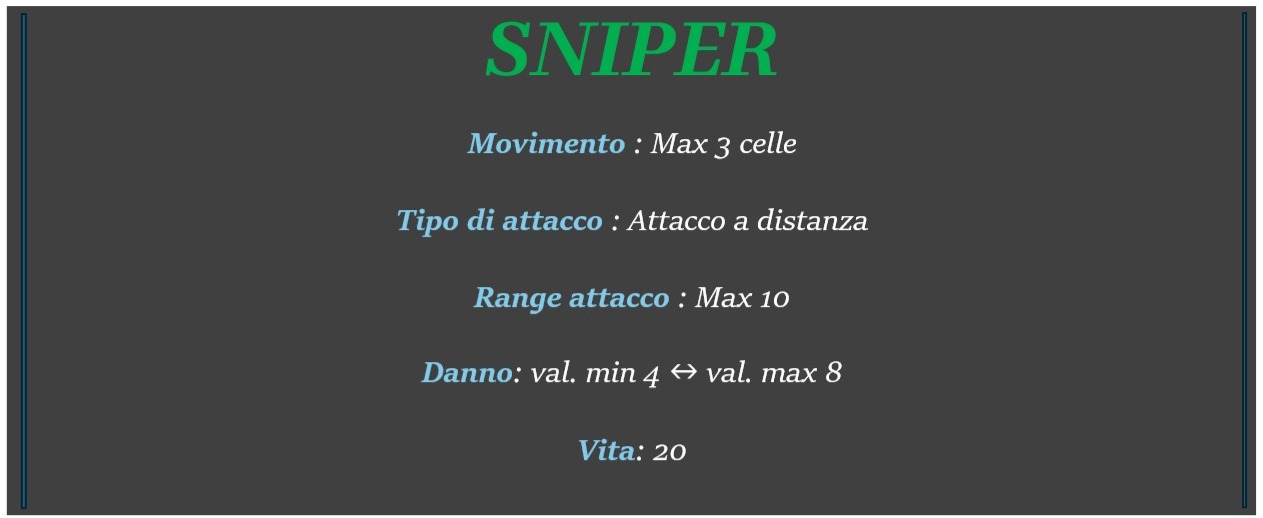 SNIPER
Movimento : Max 3 celle
Tipo di attacco : Attacco a distanza
Range attacco : Max 10
Danno: val. min 4 ↔ val. max 8
Vita: 20